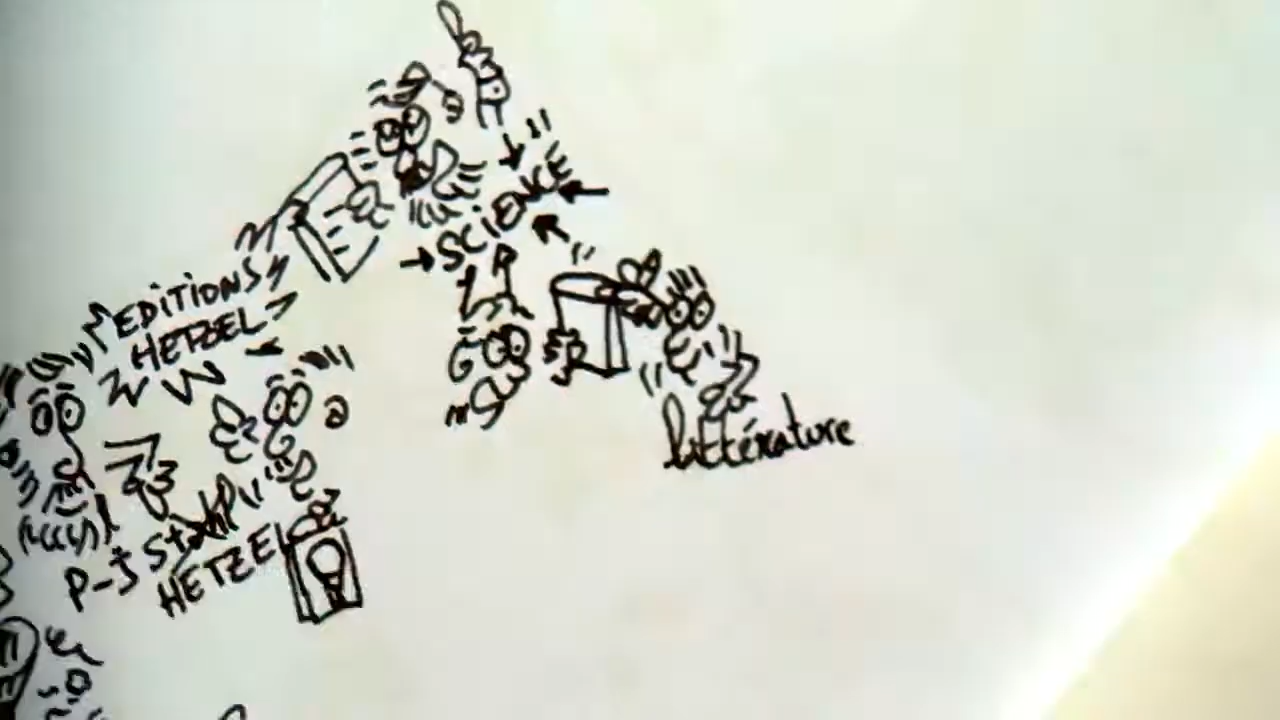 SCiENCE
EDiTiONS
HETZEL
littérature
P-J Stahl
HETZEL